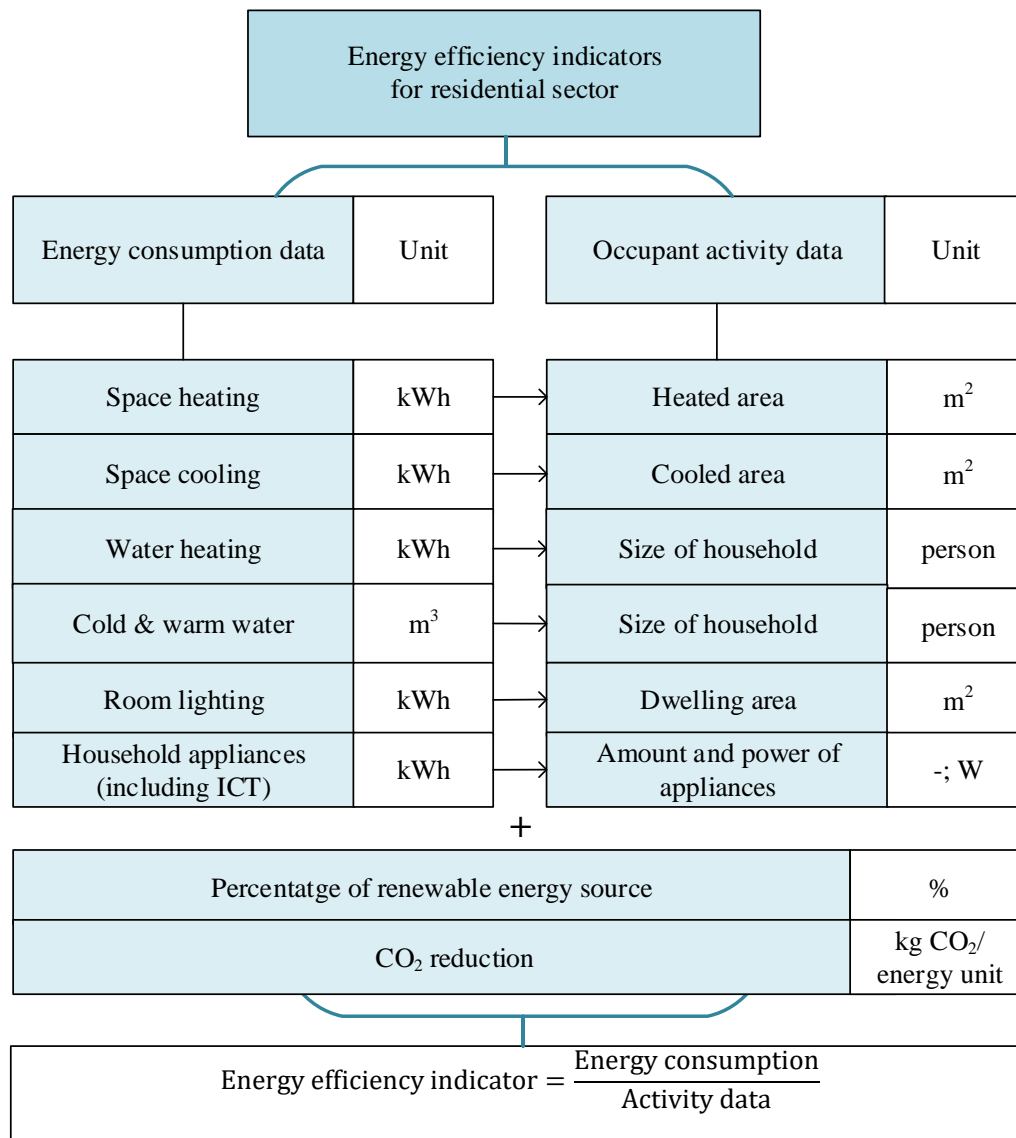 Energy efficiency indicators
for residential sector
Energy consumption data
Unit
Occupant activity data
Unit
Space heating
kWh
Heated area
m²
Space cooling
kWh
Cooled area
m²
Water heating
kWh
Size of household
person
Cold & warm water
m³
Size of household
person
Room lighting
kWh
Dwelling area
m²
Household appliances
(including ICT)
kWh
Amount and power of
appliances
-; W
+
Percentatge of renewable energy source
%
CO₂ reduction
kg CO₂/
energy unit
Energy efficiency indicator =
Energy consumption
Activity data